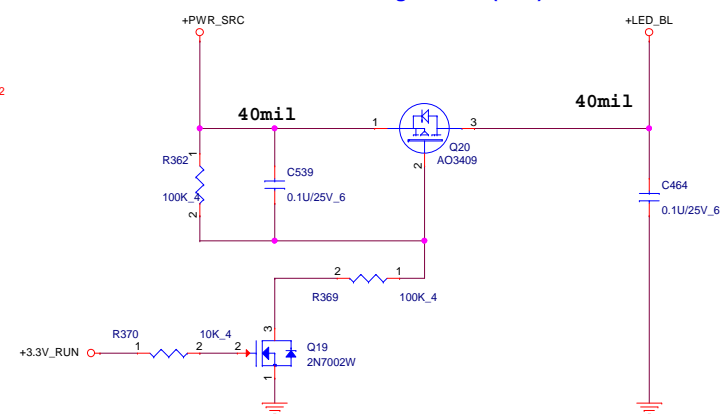 +PWR_SRC
+LED_BL
2
40mil
40mil
1
3
Q20
AO3409
2
1
R362
100K_4
2
C539
0.1U/25V_6
C464
0.1U/25V_6
2
1
R369
100K_4
3
R370
10K_4
+3.3V_RUN
1
2
2
Q19
2N7002W
1